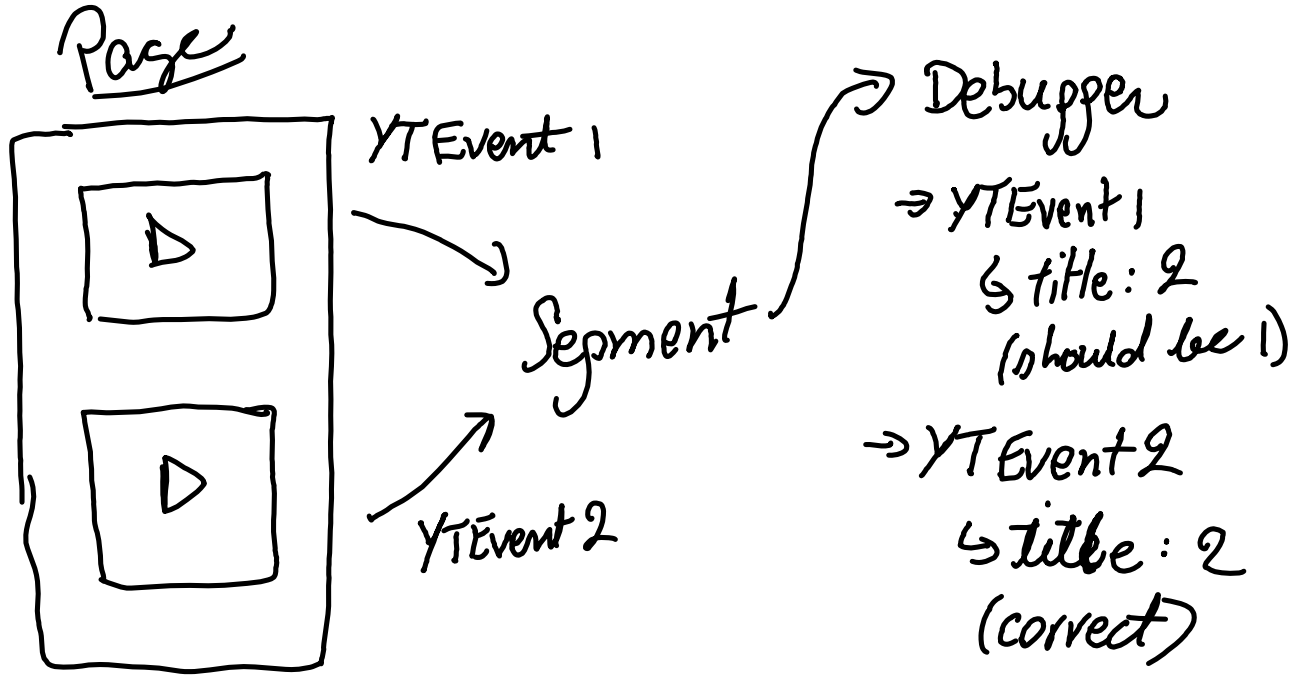 Page
YTEvent 1
YTEvent 2
Segment
Debugger
→ YTEvent 1
↳ title: 2
(should be 1)
→ YTEvent 2
↳ title: 2
(correct)